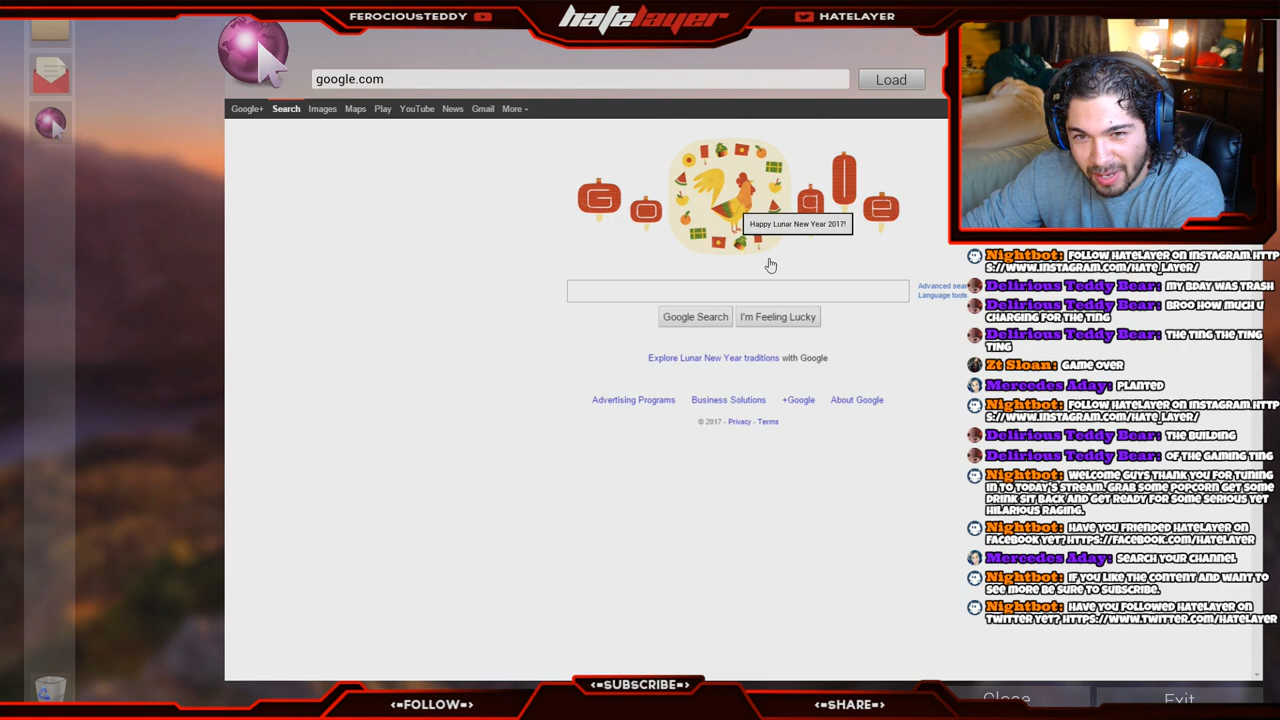 FEROCIOUSTEDDY
hatelayer
HATELAYER
google.com
Load
Google+ Search Images Maps Play YouTube News Gmail More
Google
Happy Lunar New Year 2017!
Advanced sear
Language tools
Google Search
I'm Feeling Lucky
Explore Lunar New Year traditions with Google
Advertising Programs Business Solutions +Google About Google
© 2017 - Privacy - Terms
Nightbot: FOLLOW HATELAYER ON INSTAGRAM HTTP
S://WWW.INSTAGRAM.COM/HATE_LAYER/
Delirious Teddy Bear: MY BDAY WAS TRASH
Delirious Teddy Bear: BROO HOW MUCH U
CHARGING FOR THE TING
Delirious Teddy Bear: THE TING THE TING
TING
Zt Sloan: GAME OVER
Mercedes Aday: PLANTED
Nightbot: FOLLOW HATELAYER ON INSTAGRAM HTTP
S://WWW.INSTAGRAM.COM/HATE_LAYER/
Delirious Teddy Bear: THE BUILDING
Delirious Teddy Bear: OF THE GAMING TING
Nightbot: WELCOME GUYS THANK YOU FOR TUNING
IN TO TODAY'S STREAM. GRAB SOME POPCORN GET SOME
DRINK SIT BACK AND GET READY FOR SOME SERIOUS YET
HILARIOUS RAGING.
Nightbot: HAVE YOU FRIENDED HATELAYER ON
FACEBOOK YET? HTTPS://FACEBOOK.COM/HATELAYER
Mercedes Aday: SEARCH YOUR CHANNEL
Nightbot: IF YOU LIKE THE CONTENT AND WANT TO
SEE MORE BE SURE TO SUBSCRIBE.
Nightbot: HAVE YOU FOLLOWED HATELAYER ON
TWITTER YET? HTTPS://WWW.TWITTER.COM/HATELAYER
Close
Exit
<=SUBSCRIBE=>
<=FOLLOW=>
<=SHARE=>